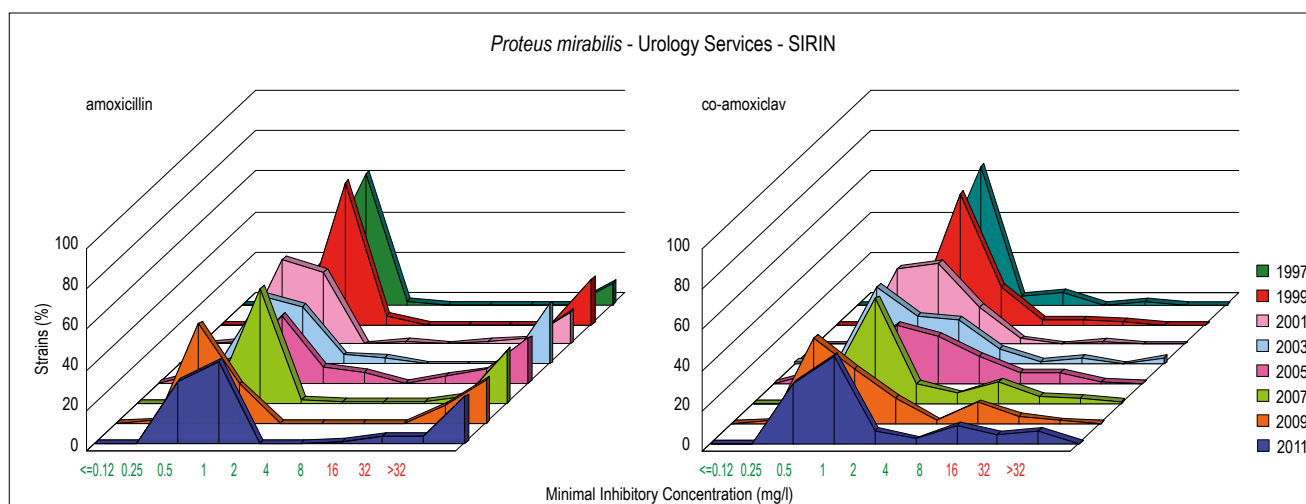 Proteus mirabilis - Urology Services - SIRIN
amoxicillin
co-amoxiclav
Strains (%)
100
80
60
40
20
0
<=0.12 0.25 0.5 1 2 4 8 16 32 >32
100
80
60
40
20
0
<=0.12 0.25 0.5 1 2 4 8 16 32 >32
Minimal Inhibitory Concentration (mg/l)
1997
1999
2001
2003
2005
2007
2009
2011